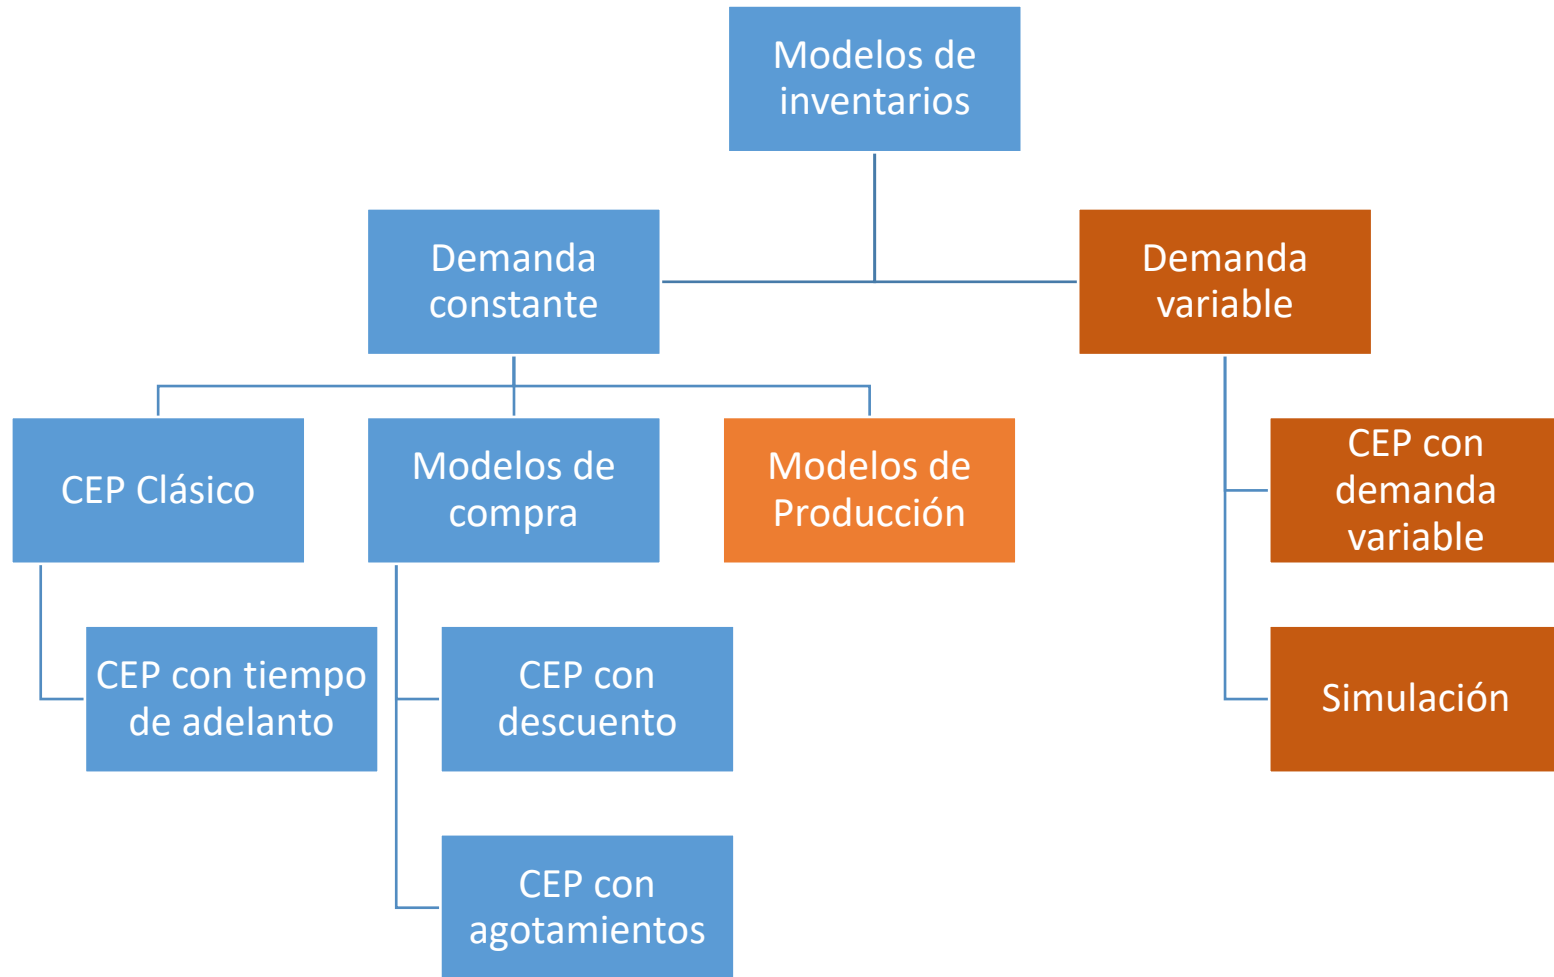 Modelos de
inventarios
Demanda
constante
Demanda
variable
CEP Clásico
Modelos de
compra
Modelos de
Producción
CEP con
demanda
variable
CEP con tiempo
de adelanto
CEP con
descuento
Simulación
CEP con
agotamientos